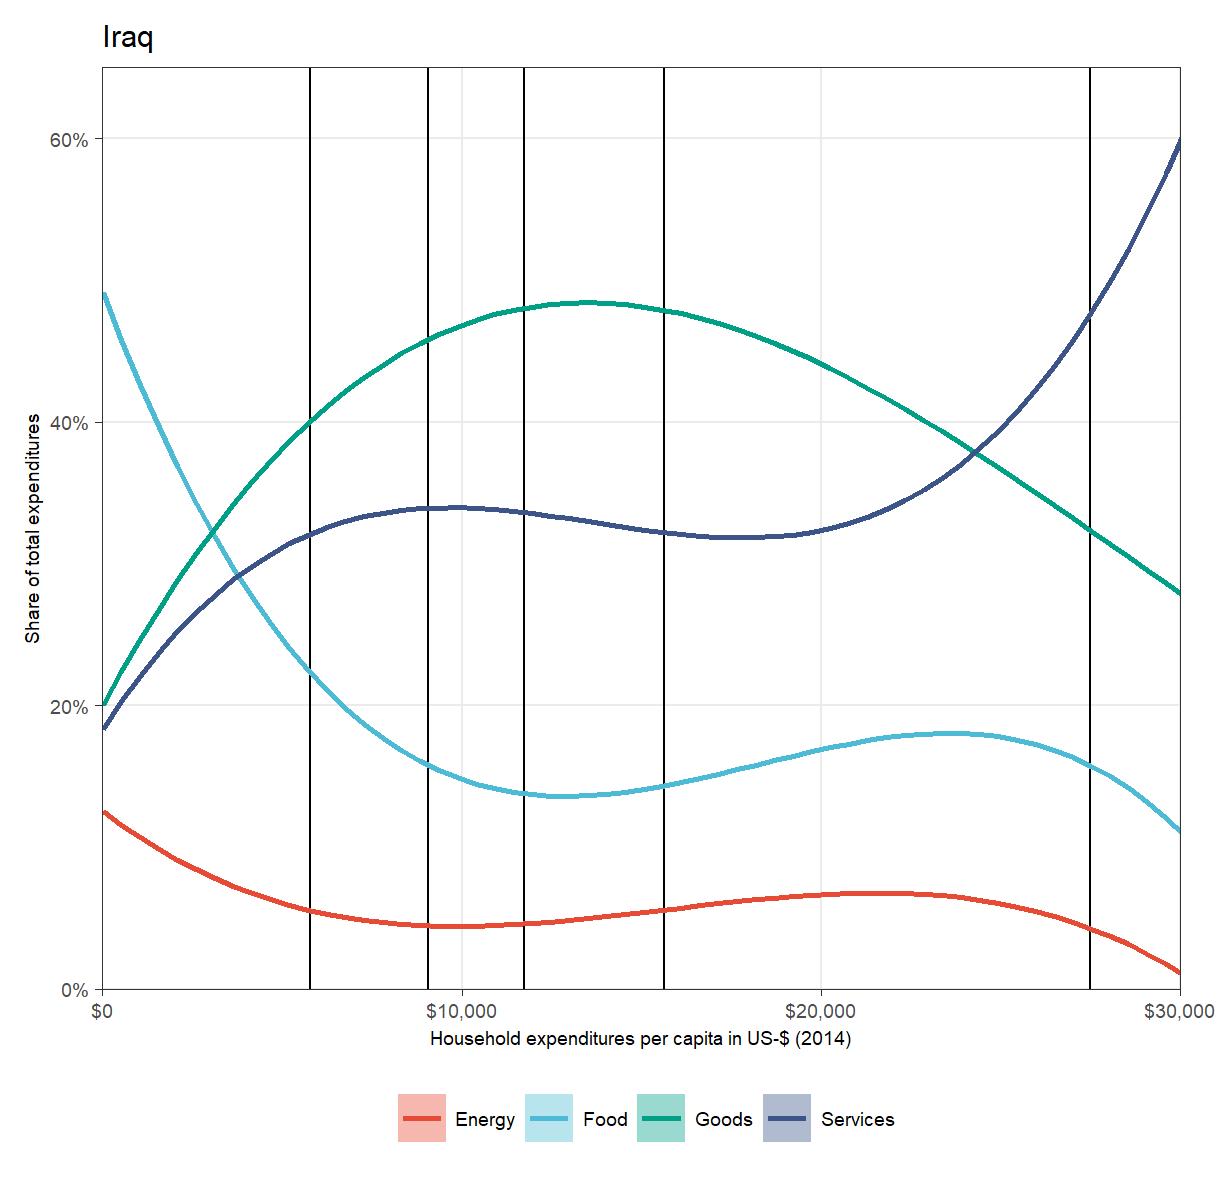 Iraq
60%
40%
20%
0%
Share of total expenditures
$0 $10,000 $20,000 $30,000
Household expenditures per capita in US-$ (2014)
Energy Food Goods Services